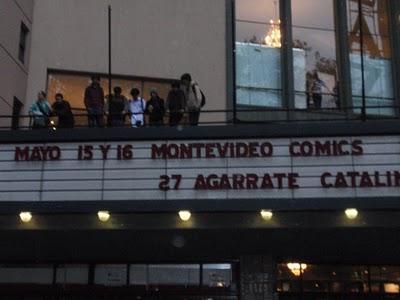 MAYO 15 Y 16 MONTEVIDEO COMICS
27 AGARRATE CATALIN